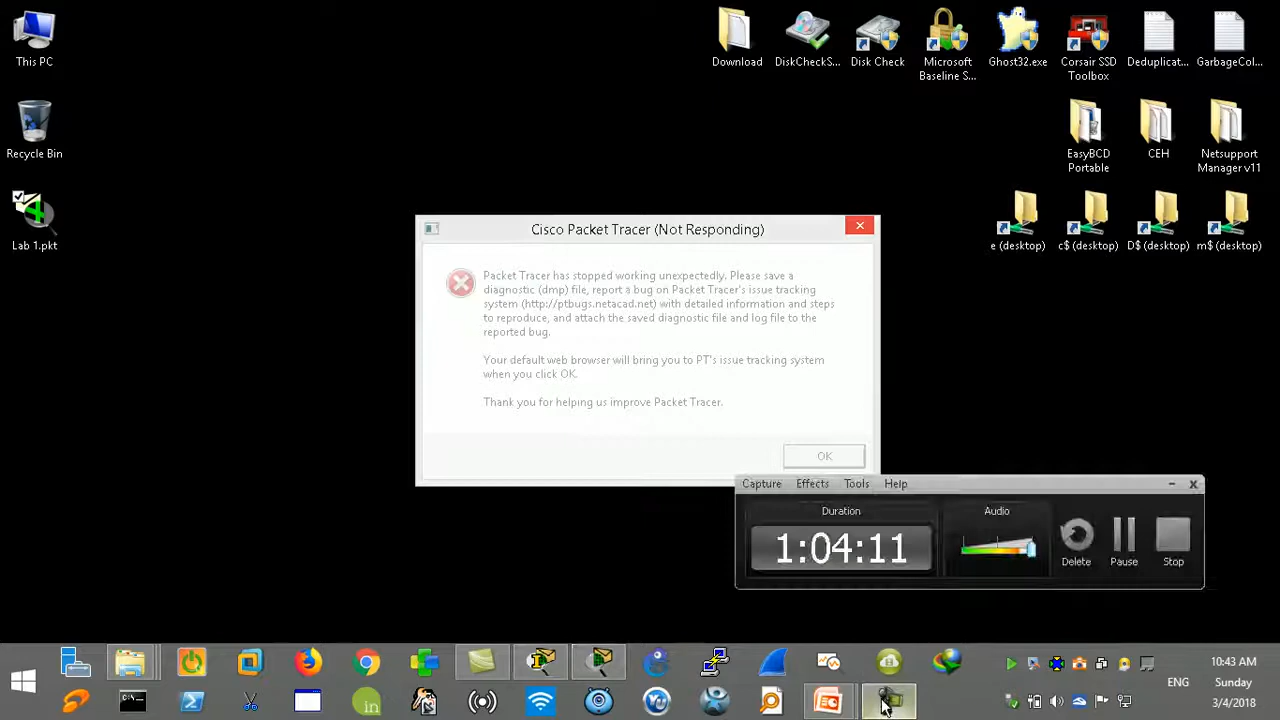 This PC
Recycle Bin
Lab 1.pkt
Download
DiskCheckS...
Disk Check
Microsoft
Baseline S...
Ghost32.exe
Corsair SSD
Toolbox
Deduplicat...
GarbageCol...
EasyBCD
Portable
CEH
Netsupport
Manager v11
e (desktop)
c$ (desktop)
D$ (desktop)
m$ (desktop)
Cisco Packet Tracer (Not Responding)
Packet Tracer has stopped working unexpectedly. Please save a
diagnostic (dmp) file, report a bug on Packet Tracer's issue tracking
system (http://ptbugs.netacad.net) with detailed information and steps
to reproduce, and attach the saved diagnostic file and log file to the
reported bug.
Your default web browser will bring you to PT's issue tracking system
when you click OK.
Thank you for helping us improve Packet Tracer.
OK
Capture Effects Tools Help
Duration
1:04:11
Audio
Delete
Pause
Stop
10:43 AM
ENG
Sunday
3/4/2018